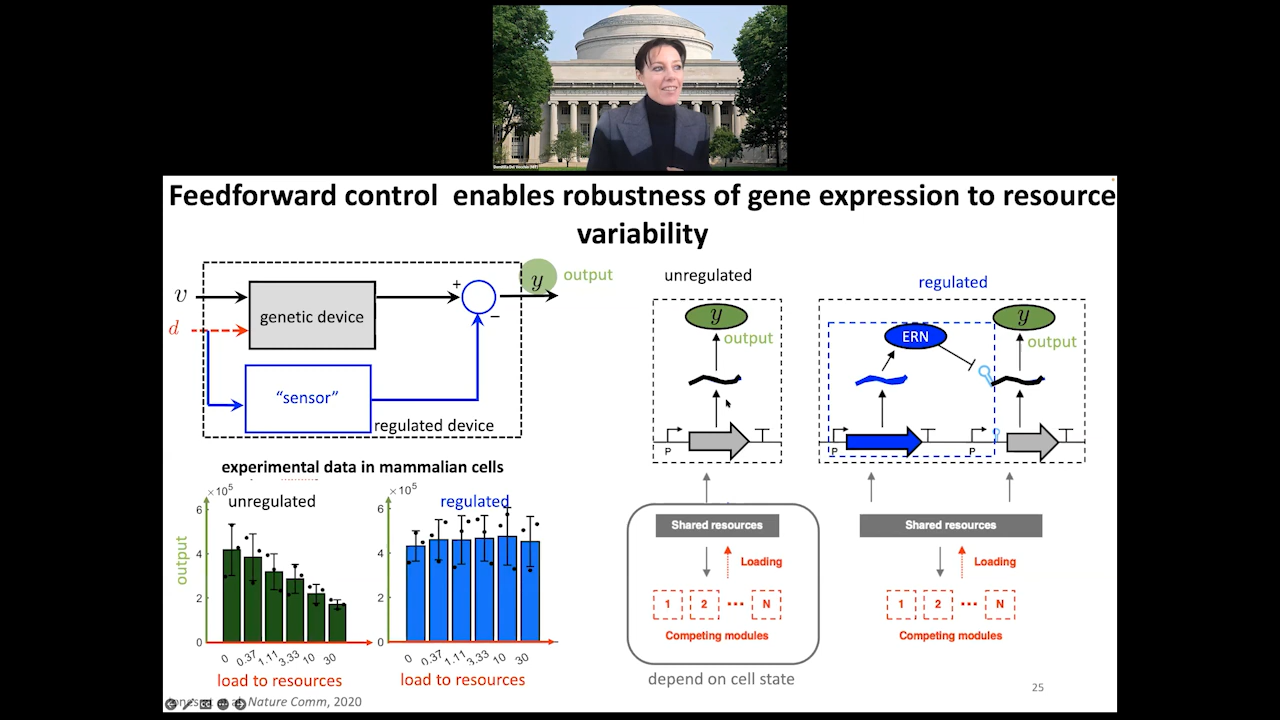 Feedforward control enables robustness of gene expression to resource
variability
v
d
genetic device
"sensor"
+
−
y
output
regulated device
unregulated
y
output
P
regulated
ERN
y
output
P
P
experimental data in mammalian cells
×10⁵
unregulated
output
6
4
2
0
0
0.37
1.11
3.33
10
30
load to resources
×10⁵
regulated
6
4
2
0
0
0.37
1.11
3.33
10
30
load to resources
Shared resources
Loading
1
2
...
N
Competing modules
depend on cell state
Shared resources
Loading
1
2
...
N
Competing modules
Nature Comm, 2020
25